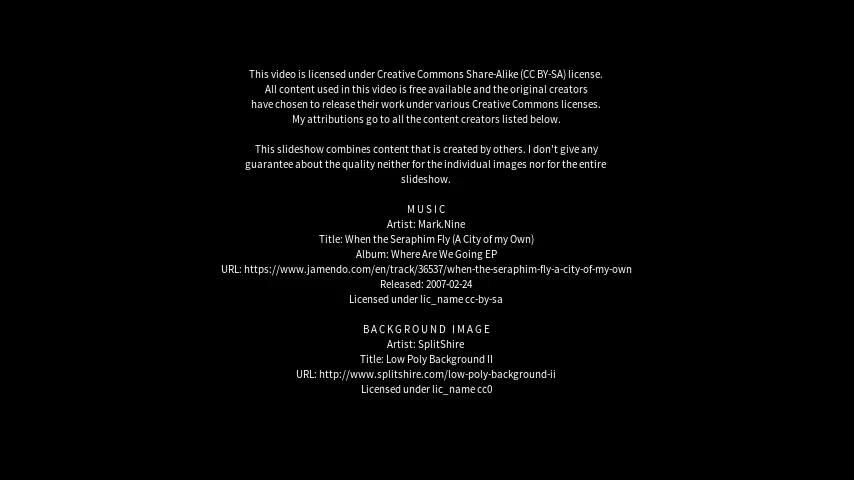 This video is licensed under Creative Commons Share-Alike (CC BY-SA) license.
All content used in this video is free available and the original creators
have chosen to release their work under various Creative Commons licenses.
My attributions go to all the content creators listed below.
This slideshow combines content that is created by others. I don't give any
guarantee about the quality neither for the individual images nor for the entire
slideshow.
MUSIC
Artist: Mark.Nine
Title: When the Seraphim Fly (A City of my Own)
Album: Where Are We Going EP
URL: https://www.jamendo.com/en/track/36537/when-the-seraphim-fly-a-city-of-my-own
Released: 2007-02-24
Licensed under lic_name cc-by-sa
BACKGROUND IMAGE
Artist: SplitShire
Title: Low Poly Background II
URL: http://www.splitshire.com/low-poly-background-ii
Licensed under lic_name cc0